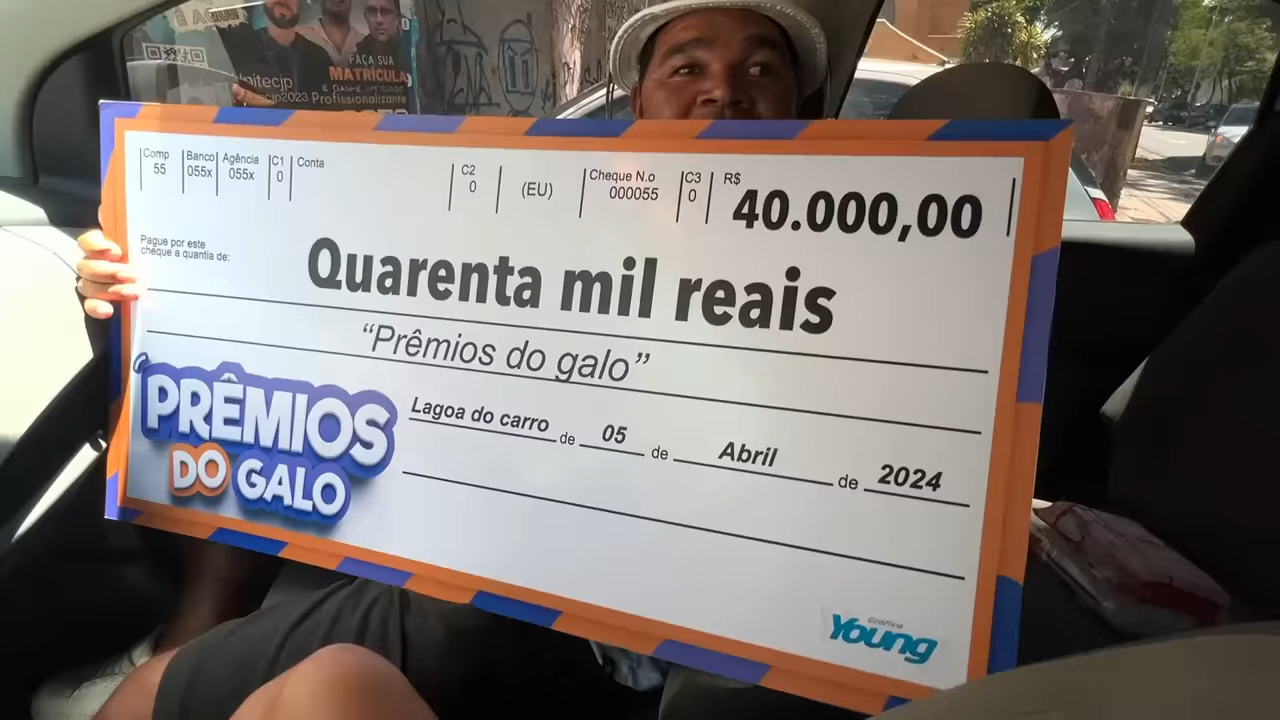 FAÇA SUA
MATRÍCULA
Profissionalizante
Comp
55
Banco
055x
Agência
055x
C1
0
Conta
C2
0
(EU)
Cheque N.o
000055
C3
0
R$
40.000,00
Pague por este
cheque a quantia de:
Quarenta mil reais
“Prêmios do galo”
PRÊMIOS
DO GALO
Lagoa do carro de 05 de Abril de 2024
Gráfica
Young